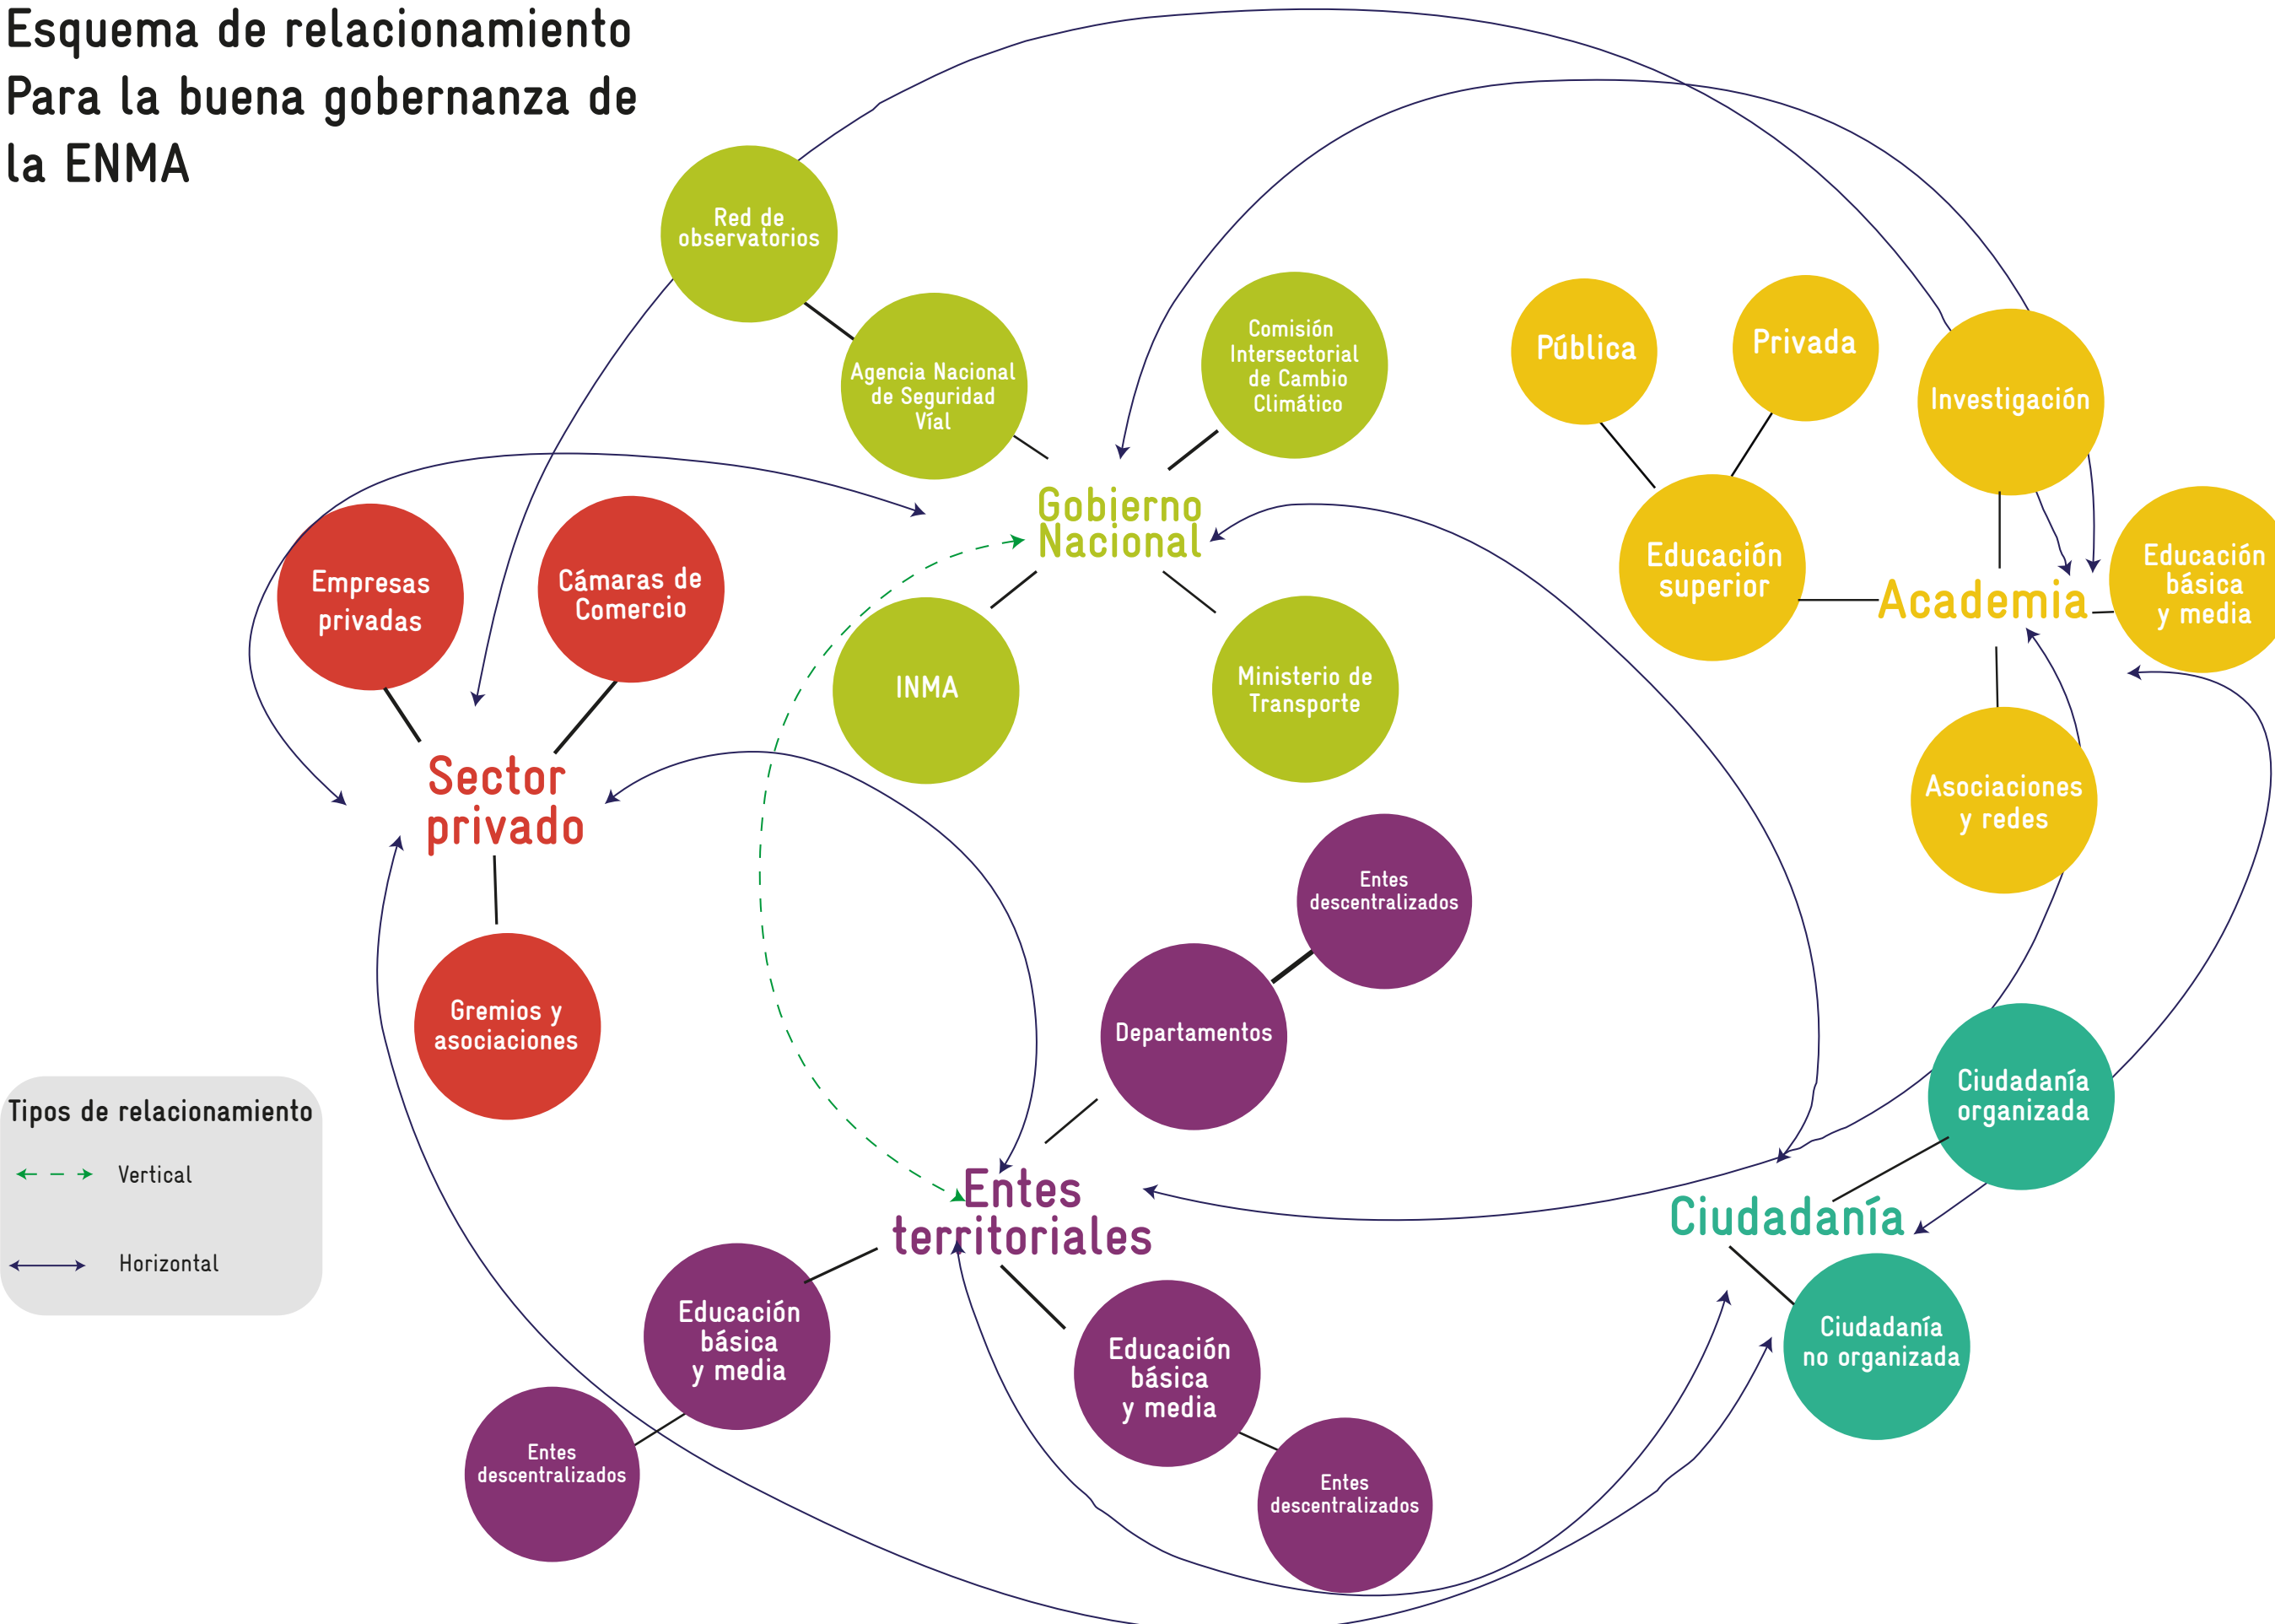 Esquema de relacionamiento
Para la buena gobernanza de
la ENMA
Red de
observatorios
Agencia Nacional
de Seguridad
Víal
Comisión
Intersectorial
de Cambio
Climático
Gobierno
Nacional
INMA
Ministerio de
Transporte
Pública
Privada
Investigación
Educación
superior
Academia
Educación
básica
y media
Asociaciones
y redes
Empresas
privadas
Cámaras de
Comercio
Sector
privado
Gremios y
asociaciones
Entes
descentralizados
Departamentos
Entes
territoriales
Educación
básica
y media
Entes
descentralizados
Educación
básica
y media
Entes
descentralizados
Ciudadanía
organizada
Ciudadanía
Ciudadanía
no organizada
Tipos de relacionamiento
Vertical
Horizontal